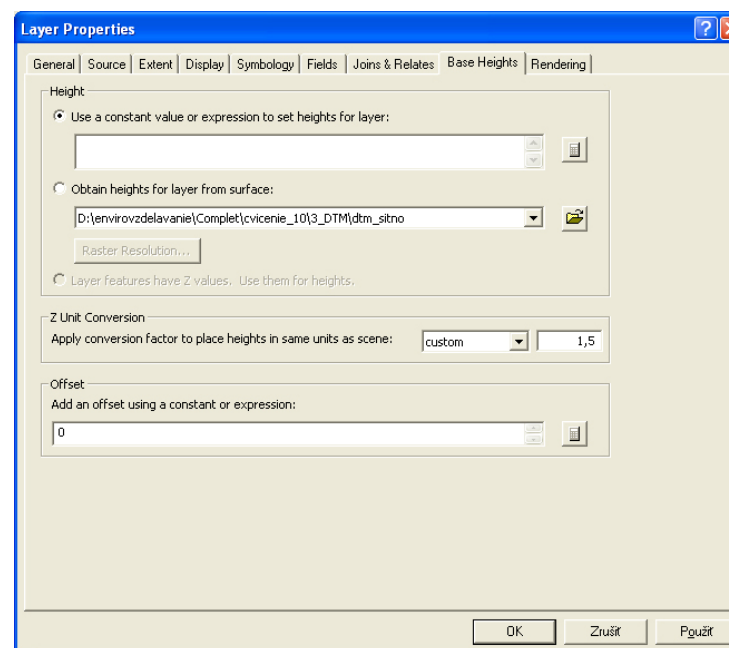 Layer Properties
General Source Extent Display Symbology Fields Joins & Relates Base Heights Rendering
Height
Use a constant value or expression to set heights for layer:
Obtain heights for layer from surface:
D:\envirovzdelavanie\Complet\cvicenie_10\3_DTM\dtm_sitno
Raster Resolution...
Layer features have Z values. Use them for heights.
Z Unit Conversion
Apply conversion factor to place heights in same units as scene: custom 1,5
Offset
Add an offset using a constant or expression:
0
OK Zrušiť Použiť